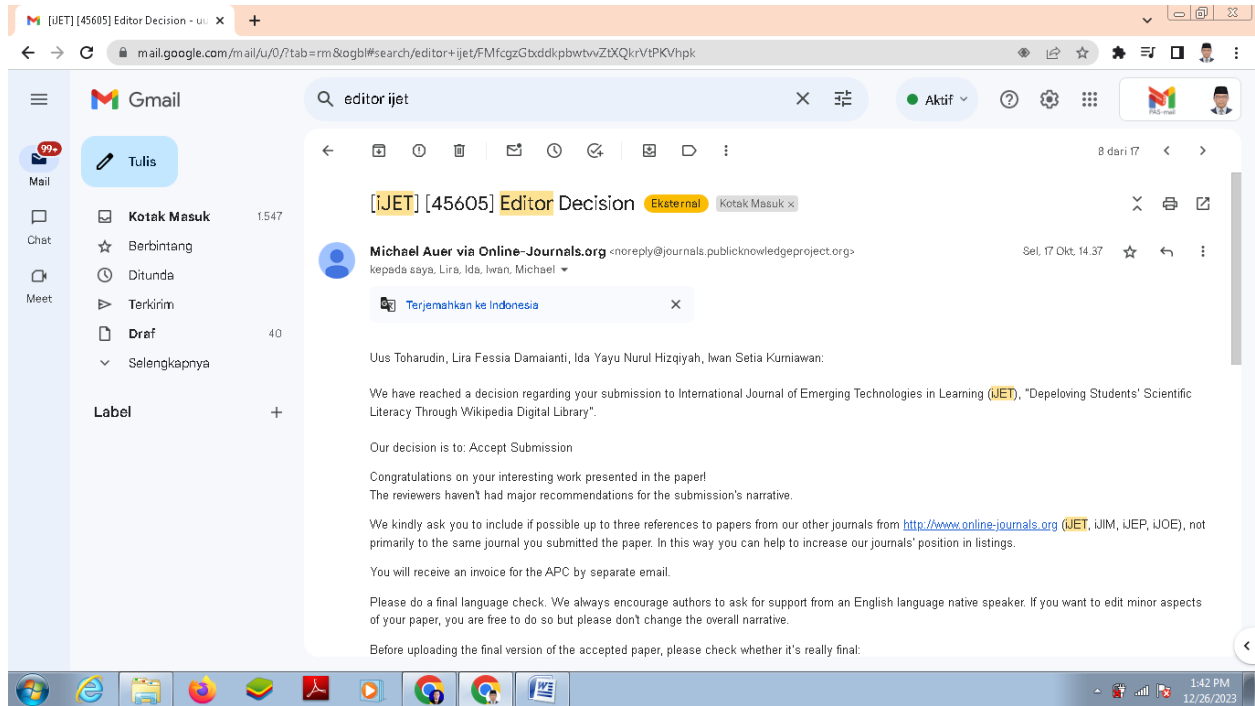 [iJET] [45605] Editor Decision - uu
mail.google.com/mail/u/0/?tab=rm&ogbl#search/editor+ijet/FMfcgzGtxddkpbwtvvZtXQkrVtPKVhpk
Gmail
editor ijet
Aktif
PAS-mail
99+
Mail
Chat
Meet
Tulis
Kotak Masuk 1.547
Berbintang
Ditunda
Terkirim
Draf 40
Selengkapnya
Label
8 dari 17
[iJET] [45605] Editor Decision Eksternal Kotak Masuk ×
Michael Auer via Online-Journals.org <noreply@journals.publicknowledgeproject.org> Sel, 17 Okt, 14.37
kepada saya, Lira, Ida, Iwan, Michael
Terjemahkan ke Indonesia
Uus Toharudin, Lira Fessia Damaianti, Ida Yayu Nurul Hizqiyah, Iwan Setia Kurniawan:
We have reached a decision regarding your submission to International Journal of Emerging Technologies in Learning (iJET), "Depeloving Students' Scientific
Literacy Through Wikipedia Digital Library".
Our decision is to: Accept Submission
Congratulations on your interesting work presented in the paper!
The reviewers haven't had major recommendations for the submission's narrative.
We kindly ask you to include if possible up to three references to papers from our other journals from http://www.online-journals.org (iJET, iJIM, iJEP, iJOE), not
primarily to the same journal you submitted the paper. In this way you can help to increase our journals' position in listings.
You will receive an invoice for the APC by separate email.
Please do a final language check. We always encourage authors to ask for support from an English language native speaker. If you want to edit minor aspects
of your paper, you are free to do so but please don't change the overall narrative.
Before uploading the final version of the accepted paper, please check whether it's really final:
1:42 PM
12/26/2023